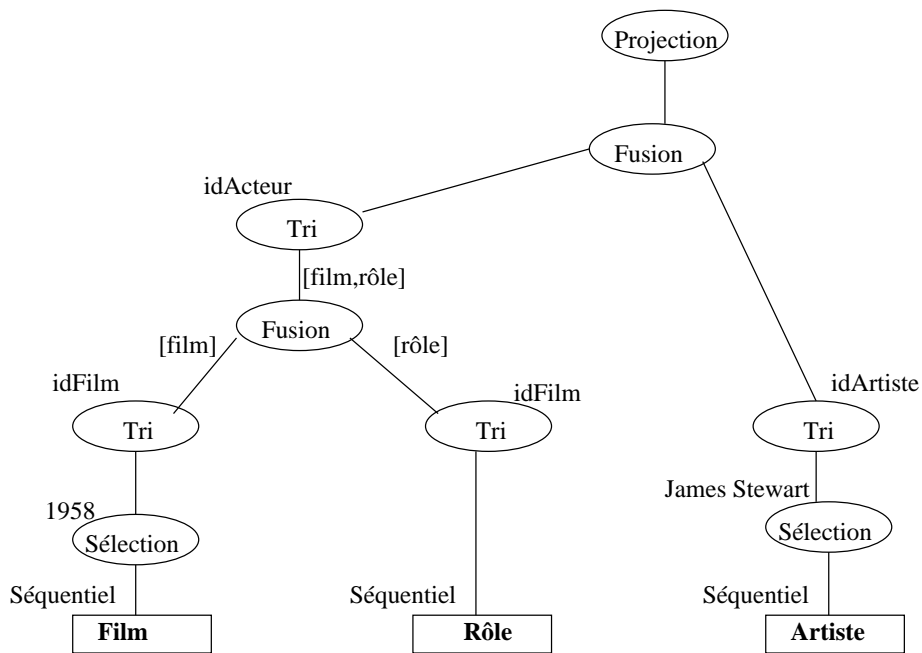 Projection
Fusion
idActeur
Tri
[film,rôle]
Fusion
[film]
[rôle]
idFilm
idFilm
idArtiste
Tri
Tri
Tri
James Stewart
1958
Sélection
Sélection
Séquentiel
Séquentiel
Séquentiel
Film
Rôle
Artiste